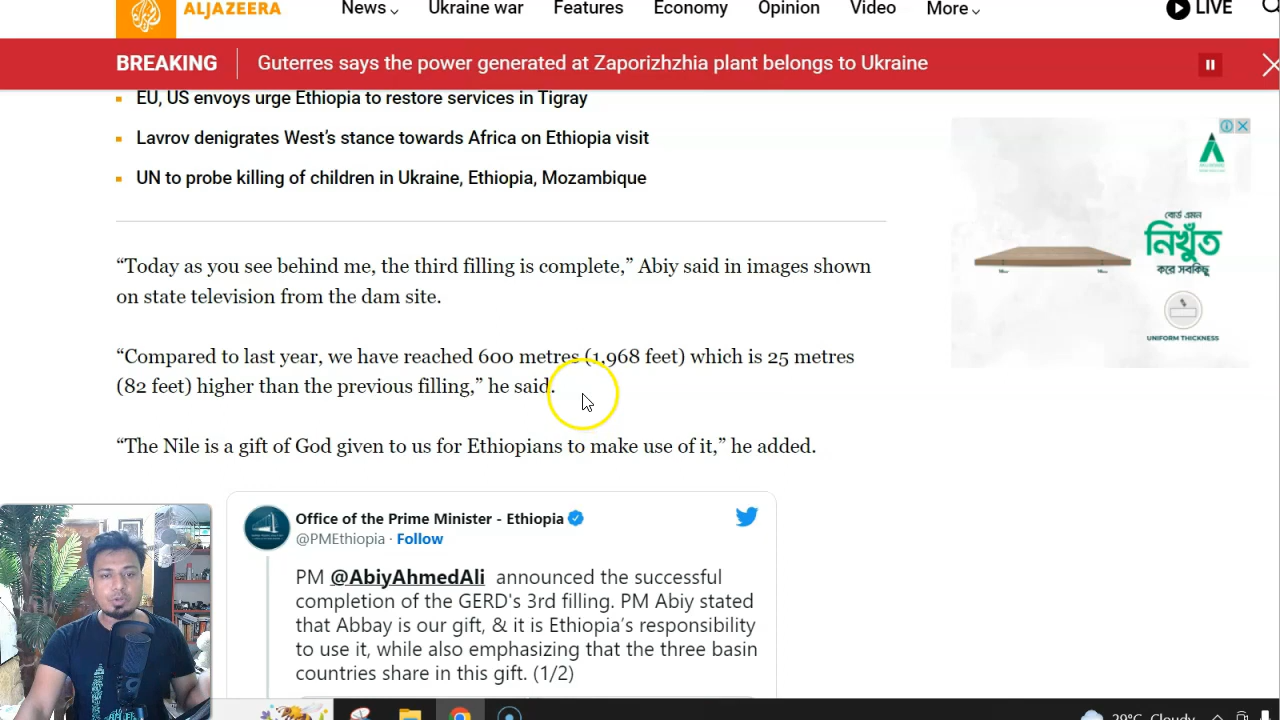 ALJAZEERA
News
Ukraine war
Features
Economy
Opinion
Video
More
LIVE
BREAKING
Guterres says the power generated at Zaporizhzhia plant belongs to Ukraine
EU, US envoys urge Ethiopia to restore services in Tigray
Lavrov denigrates West's stance towards Africa on Ethiopia visit
UN to probe killing of children in Ukraine, Ethiopia, Mozambique
“Today as you see behind me, the third filling is complete,” Abiy said in images shown
on state television from the dam site.
“Compared to last year, we have reached 600 metres (1,968 feet) which is 25 metres
(82 feet) higher than the previous filling,” he said.
“The Nile is a gift of God given to us for Ethiopians to make use of it,” he added.
Office of the Prime Minister - Ethiopia
@PMEthiopia · Follow
PM @AbiyAhmedAli announced the successful
completion of the GERD's 3rd filling. PM Abiy stated
that Abbay is our gift, & it is Ethiopia's responsibility
to use it, while also emphasizing that the three basin
countries share in this gift. (1/2)
বোর্ড এমন
নিখুঁত
করে সবকিছু
UNIFORM THICKNESS
29°C Cloudy